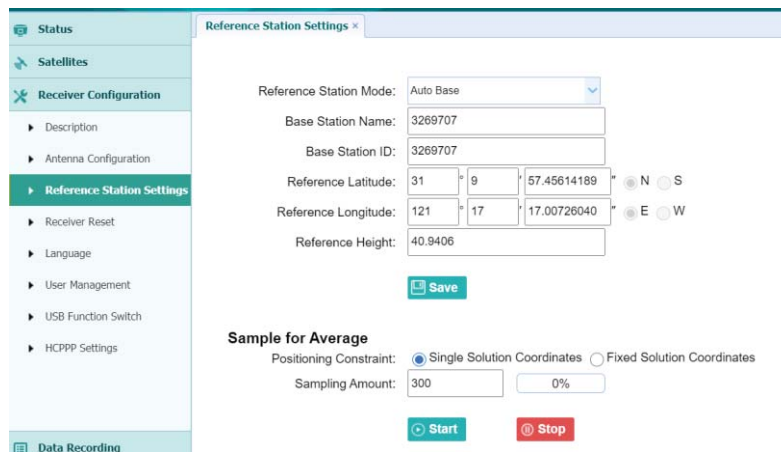 Status
Satellites
Receiver Configuration
Description
Antenna Configuration
Reference Station Settings
Receiver Reset
Language
User Management
USB Function Switch
HCPPP Settings
Data Recording
Reference Station Settings ×
Reference Station Mode: Auto Base
Base Station Name: 3269707
Base Station ID: 3269707
Reference Latitude: 31 ° 9 ' 57.45614189 " N S
Reference Longitude: 121 ° 17 ' 17.00726040 " E W
Reference Height: 40.9406
Save
Sample for Average
Positioning Constraint: Single Solution Coordinates Fixed Solution Coordinates
Sampling Amount: 300 0%
Start Stop